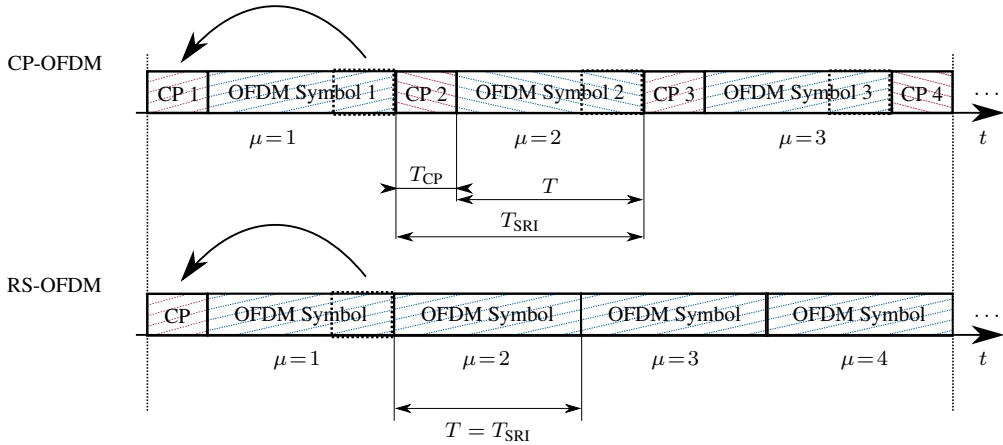 CP-OFDM
CP 1 OFDM Symbol 1 CP 2 OFDM Symbol 2 CP 3 OFDM Symbol 3 CP 4 ...
μ=1 μ=2 μ=3 t
T_CP T
T_SRI
RS-OFDM
CP OFDM Symbol OFDM Symbol OFDM Symbol OFDM Symbol ...
μ=1 μ=2 μ=3 μ=4 t
T = T_SRI